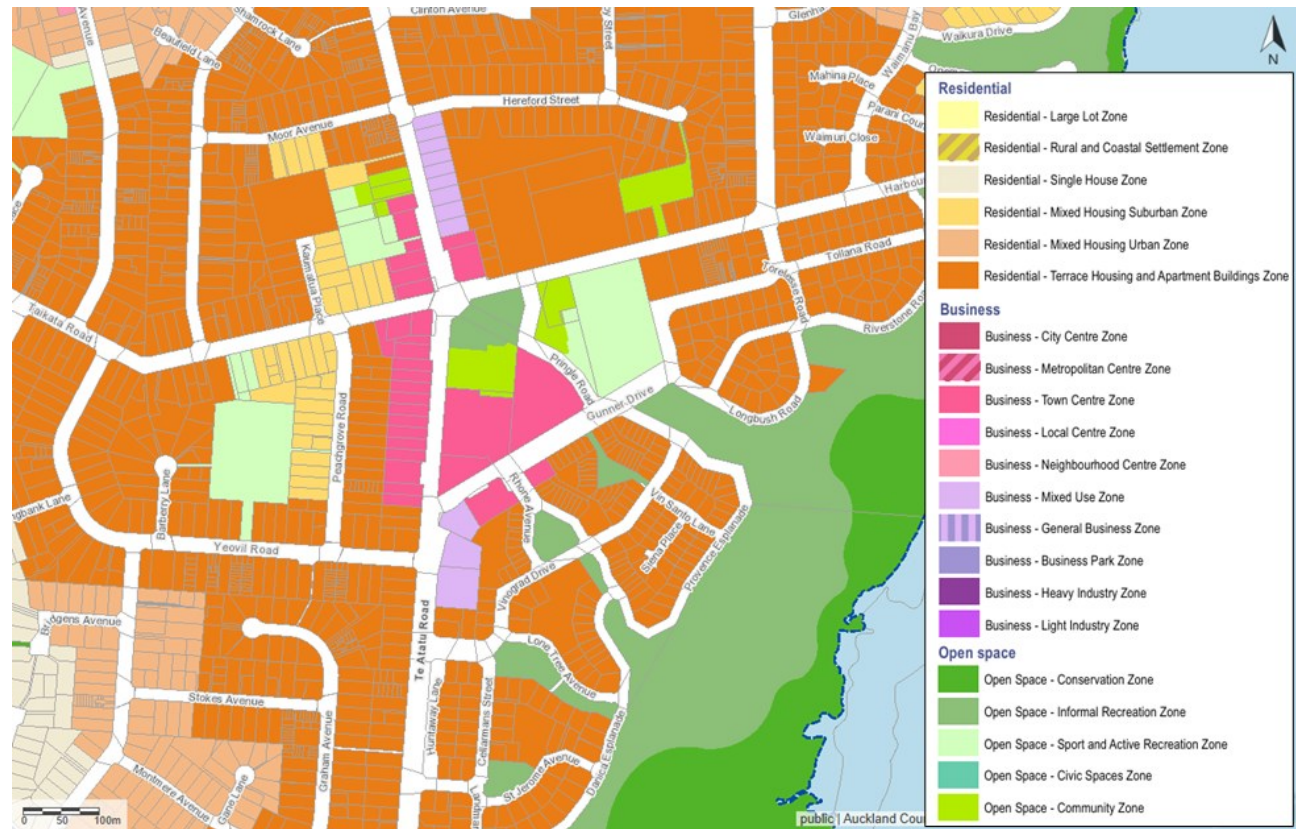 Avenue
Shamrock Lane
Beaufield Lane
Clinton Avenue
Street
Waikura Drive
Waimanu Bay
Mahina Place
Parani Cour
Waimuri Close
Harbou
N
Hereford Street
Moor Avenue
Kaumatua Place
Taikata Road
Tollana Road
Torelesse Road
Riverstone Roa
Longbush Road
Pringle Road
Gunner Drive
Peachgrove Road
Rhone Avenue
Vin Santo Lane
Siena Place
Provence Esplanade
Barberry Lane
Yeovil Road
Vinograd Drive
Te Atatu Road
Lone Tree Avenue
Stokes Avenue
Graham Avenue
Huntaway Lane
Cellarmans Street
St Jerome Avenue
Danica Esplanade
Montmere Avenue
Gane Lane
0 50 100m
public | Auckland Cou
Residential
Residential - Large Lot Zone
Residential - Rural and Coastal Settlement Zone
Residential - Single House Zone
Residential - Mixed Housing Suburban Zone
Residential - Mixed Housing Urban Zone
Residential - Terrace Housing and Apartment Buildings Zone
Business
Business - City Centre Zone
Business - Metropolitan Centre Zone
Business - Town Centre Zone
Business - Local Centre Zone
Business - Neighbourhood Centre Zone
Business - Mixed Use Zone
Business - General Business Zone
Business - Business Park Zone
Business - Heavy Industry Zone
Business - Light Industry Zone
Open space
Open Space - Conservation Zone
Open Space - Informal Recreation Zone
Open Space - Sport and Active Recreation Zone
Open Space - Civic Spaces Zone
Open Space - Community Zone